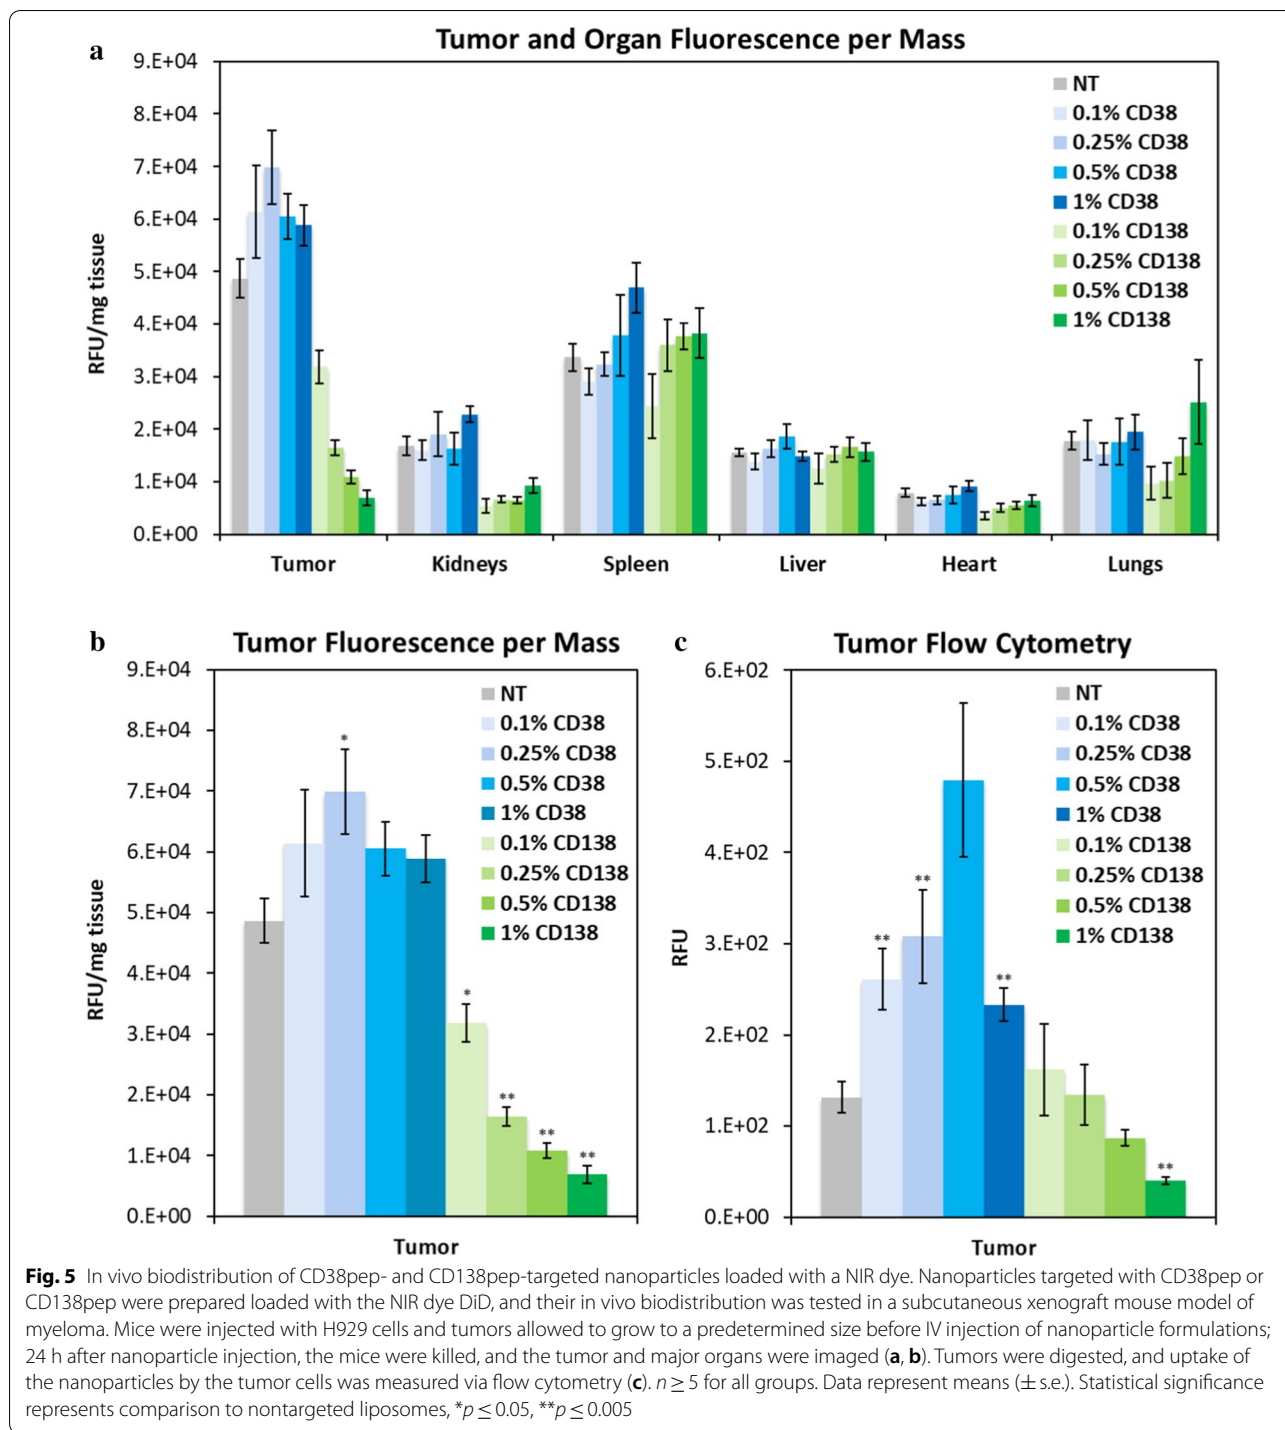 a
Tumor and Organ Fluorescence per Mass
RFU/mg tissue
9.E+04
8.E+04
7.E+04
6.E+04
5.E+04
4.E+04
3.E+04
2.E+04
1.E+04
0.E+00
NT
0.1% CD38
0.25% CD38
0.5% CD38
1% CD38
0.1% CD138
0.25% CD138
0.5% CD138
1% CD138
Tumor Kidneys Spleen Liver Heart Lungs
b
Tumor Fluorescence per Mass
RFU/mg tissue
9.E+04
8.E+04
7.E+04
6.E+04
5.E+04
4.E+04
3.E+04
2.E+04
1.E+04
0.E+00
NT
0.1% CD38
0.25% CD38
0.5% CD38
1% CD38
0.1% CD138
0.25% CD138
0.5% CD138
1% CD138
*
*
**
**
**
Tumor
c
Tumor Flow Cytometry
RFU
6.E+02
5.E+02
4.E+02
3.E+02
2.E+02
1.E+02
0.E+00
NT
0.1% CD38
0.25% CD38
0.5% CD38
1% CD38
0.1% CD138
0.25% CD138
0.5% CD138
1% CD138
**
**
**
**
Tumor
Fig. 5 In vivo biodistribution of CD38pep- and CD138pep-targeted nanoparticles loaded with a NIR dye. Nanoparticles targeted with CD38pep or
CD138pep were prepared loaded with the NIR dye DiD, and their in vivo biodistribution was tested in a subcutaneous xenograft mouse model of
myeloma. Mice were injected with H929 cells and tumors allowed to grow to a predetermined size before IV injection of nanoparticle formulations;
24 h after nanoparticle injection, the mice were killed, and the tumor and major organs were imaged (a, b). Tumors were digested, and uptake of
the nanoparticles by the tumor cells was measured via flow cytometry (c). n ≥ 5 for all groups. Data represent means (± s.e.). Statistical significance
represents comparison to nontargeted liposomes, *p ≤ 0.05, **p ≤ 0.005